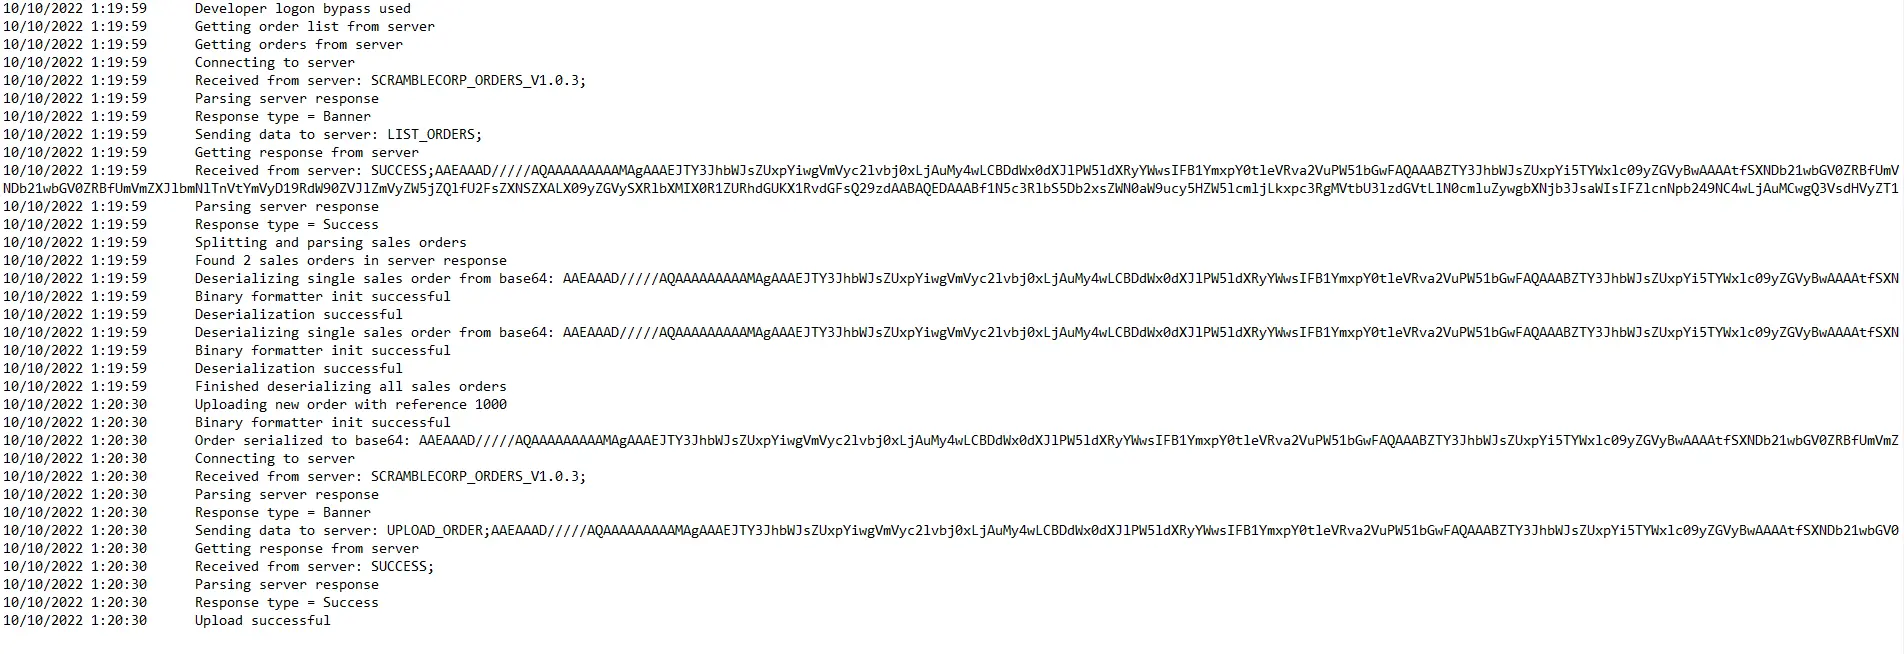 10/10/2022 1:19:59 Developer logon bypass used
10/10/2022 1:19:59 Getting order list from server
10/10/2022 1:19:59 Getting orders from server
10/10/2022 1:19:59 Connecting to server
10/10/2022 1:19:59 Received from server: SCRAMBLECORP_ORDERS_V1.0.3;
10/10/2022 1:19:59 Parsing server response
10/10/2022 1:19:59 Response type = Banner
10/10/2022 1:19:59 Sending data to server: LIST_ORDERS;
10/10/2022 1:19:59 Getting response from server
10/10/2022 1:19:59 Received from server: SUCCESS;AAEAAAD/////AQAAAAAAAAAMAgAAAEJTY3JhbWJsZUxpYiwgVmVyc2lvbj0xLjAuMy4wLCBDdWx0dXJlPW5ldXRyYWwsIFB1YmxpY0tleVRva2VuPW51bGwFAQAAABZTY3JhbWJsZUxpYi5TYWxlc09yZGVyBwAAAAtfSXNDb21wbGV0ZRBfUmV
NDb21wbGV0ZRBfUmVmZXJlbmNlTnVtYmVyD19RdW90ZVJlZmVyZW5jZQlfU2FsZXNSZXALX09yZGVySXRlbXMIX0R1ZURhdGUKX1RvdGFsQ29zdAABAQEDAAABf1N5c3RlbS5Db2xsZWN0aW9ucy5HZW5lcmljLkxpc3RgMVtbU3lzdGVtLlN0cmluZywgbXNjb3JsaWIsIFZlcnNpb249NC4wLjAuMCwgQ3VsdHVyZT1
10/10/2022 1:19:59 Parsing server response
10/10/2022 1:19:59 Response type = Success
10/10/2022 1:19:59 Splitting and parsing sales orders
10/10/2022 1:19:59 Found 2 sales orders in server response
10/10/2022 1:19:59 Deserializing single sales order from base64: AAEAAAD/////AQAAAAAAAAAMAgAAAEJTY3JhbWJsZUxpYiwgVmVyc2lvbj0xLjAuMy4wLCBDdWx0dXJlPW5ldXRyYWwsIFB1YmxpY0tleVRva2VuPW51bGwFAQAAABZTY3JhbWJsZUxpYi5TYWxlc09yZGVyBwAAAAtfSXN
10/10/2022 1:19:59 Binary formatter init successful
10/10/2022 1:19:59 Deserialization successful
10/10/2022 1:19:59 Deserializing single sales order from base64: AAEAAAD/////AQAAAAAAAAAMAgAAAEJTY3JhbWJsZUxpYiwgVmVyc2lvbj0xLjAuMy4wLCBDdWx0dXJlPW5ldXRyYWwsIFB1YmxpY0tleVRva2VuPW51bGwFAQAAABZTY3JhbWJsZUxpYi5TYWxlc09yZGVyBwAAAAtfSXN
10/10/2022 1:19:59 Binary formatter init successful
10/10/2022 1:19:59 Deserialization successful
10/10/2022 1:19:59 Finished deserializing all sales orders
10/10/2022 1:20:30 Uploading new order with reference 1000
10/10/2022 1:20:30 Binary formatter init successful
10/10/2022 1:20:30 Order serialized to base64: AAEAAAD/////AQAAAAAAAAAMAgAAAEJTY3JhbWJsZUxpYiwgVmVyc2lvbj0xLjAuMy4wLCBDdWx0dXJlPW5ldXRyYWwsIFB1YmxpY0tleVRva2VuPW51bGwFAQAAABZTY3JhbWJsZUxpYi5TYWxlc09yZGVyBwAAAAtfSXNDb21wbGV0ZRBfUmVmZ
10/10/2022 1:20:30 Connecting to server
10/10/2022 1:20:30 Received from server: SCRAMBLECORP_ORDERS_V1.0.3;
10/10/2022 1:20:30 Parsing server response
10/10/2022 1:20:30 Response type = Banner
10/10/2022 1:20:30 Sending data to server: UPLOAD_ORDER;AAEAAAD/////AQAAAAAAAAAMAgAAAEJTY3JhbWJsZUxpYiwgVmVyc2lvbj0xLjAuMy4wLCBDdWx0dXJlPW5ldXRyYWwsIFB1YmxpY0tleVRva2VuPW51bGwFAQAAABZTY3JhbWJsZUxpYi5TYWxlc09yZGVyBwAAAAtfSXNDb21wbGV0
10/10/2022 1:20:30 Getting response from server
10/10/2022 1:20:30 Received from server: SUCCESS;
10/10/2022 1:20:30 Parsing server response
10/10/2022 1:20:30 Response type = Success
10/10/2022 1:20:30 Upload successful